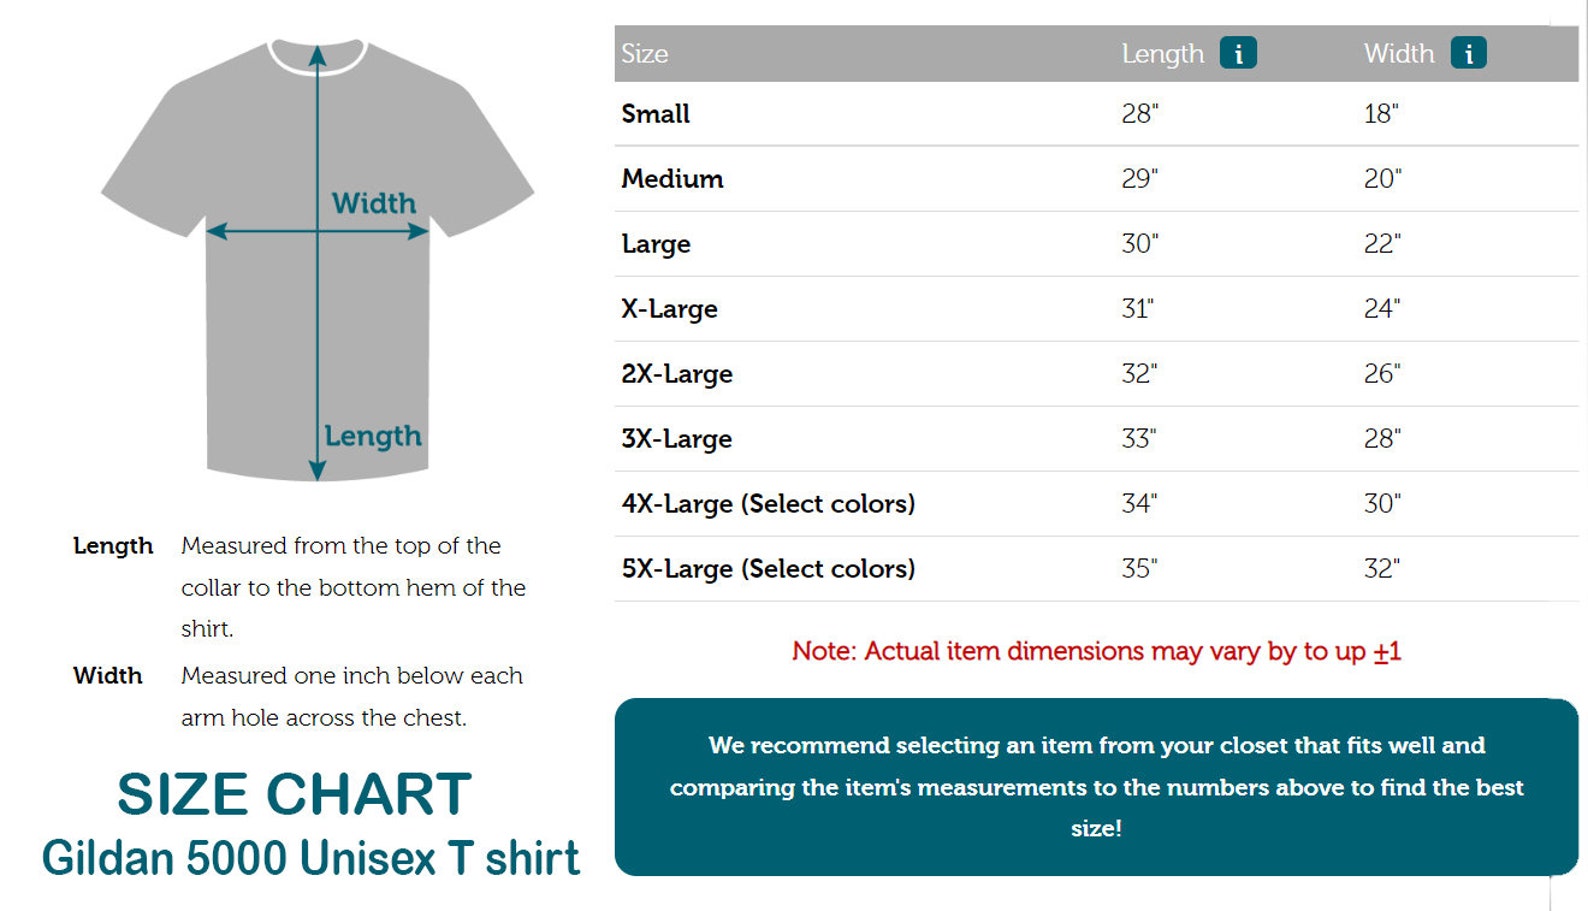 Width
Length
Length Measured from the top of the
collar to the bottom hem of the
shirt.
Width Measured one inch below each
arm hole across the chest.
SIZE CHART
Gildan 5000 Unisex T shirt
Size Length i Width i
Small 28" 18"
Medium 29" 20"
Large 30" 22"
X-Large 31" 24"
2X-Large 32" 26"
3X-Large 33" 28"
4X-Large (Select colors) 34" 30"
5X-Large (Select colors) 35" 32"
Note: Actual item dimensions may vary by to up ±1
We recommend selecting an item from your closet that fits well and
comparing the item's measurements to the numbers above to find the best
size!